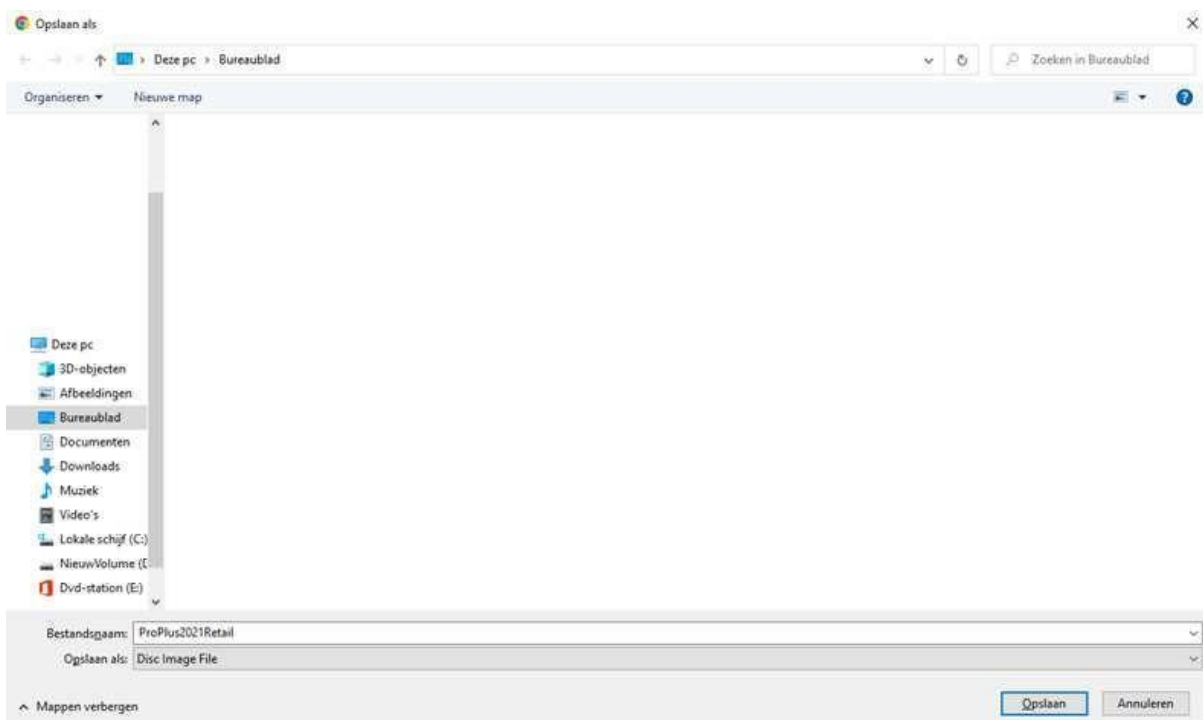 Opslaan als
Deze pc › Bureaublad
Zoeken in Bureaublad
Organiseren
Nieuwe map
Deze pc
3D-objecten
Afbeeldingen
Bureaublad
Documenten
Downloads
Muziek
Video's
Lokale schijf (C:)
NieuwVolume (D
Dvd-station (E:)
Bestandsnaam: ProPlus2021Retail
Opslaan als: Disc Image File
Mappen verbergen
Opslaan
Annuleren